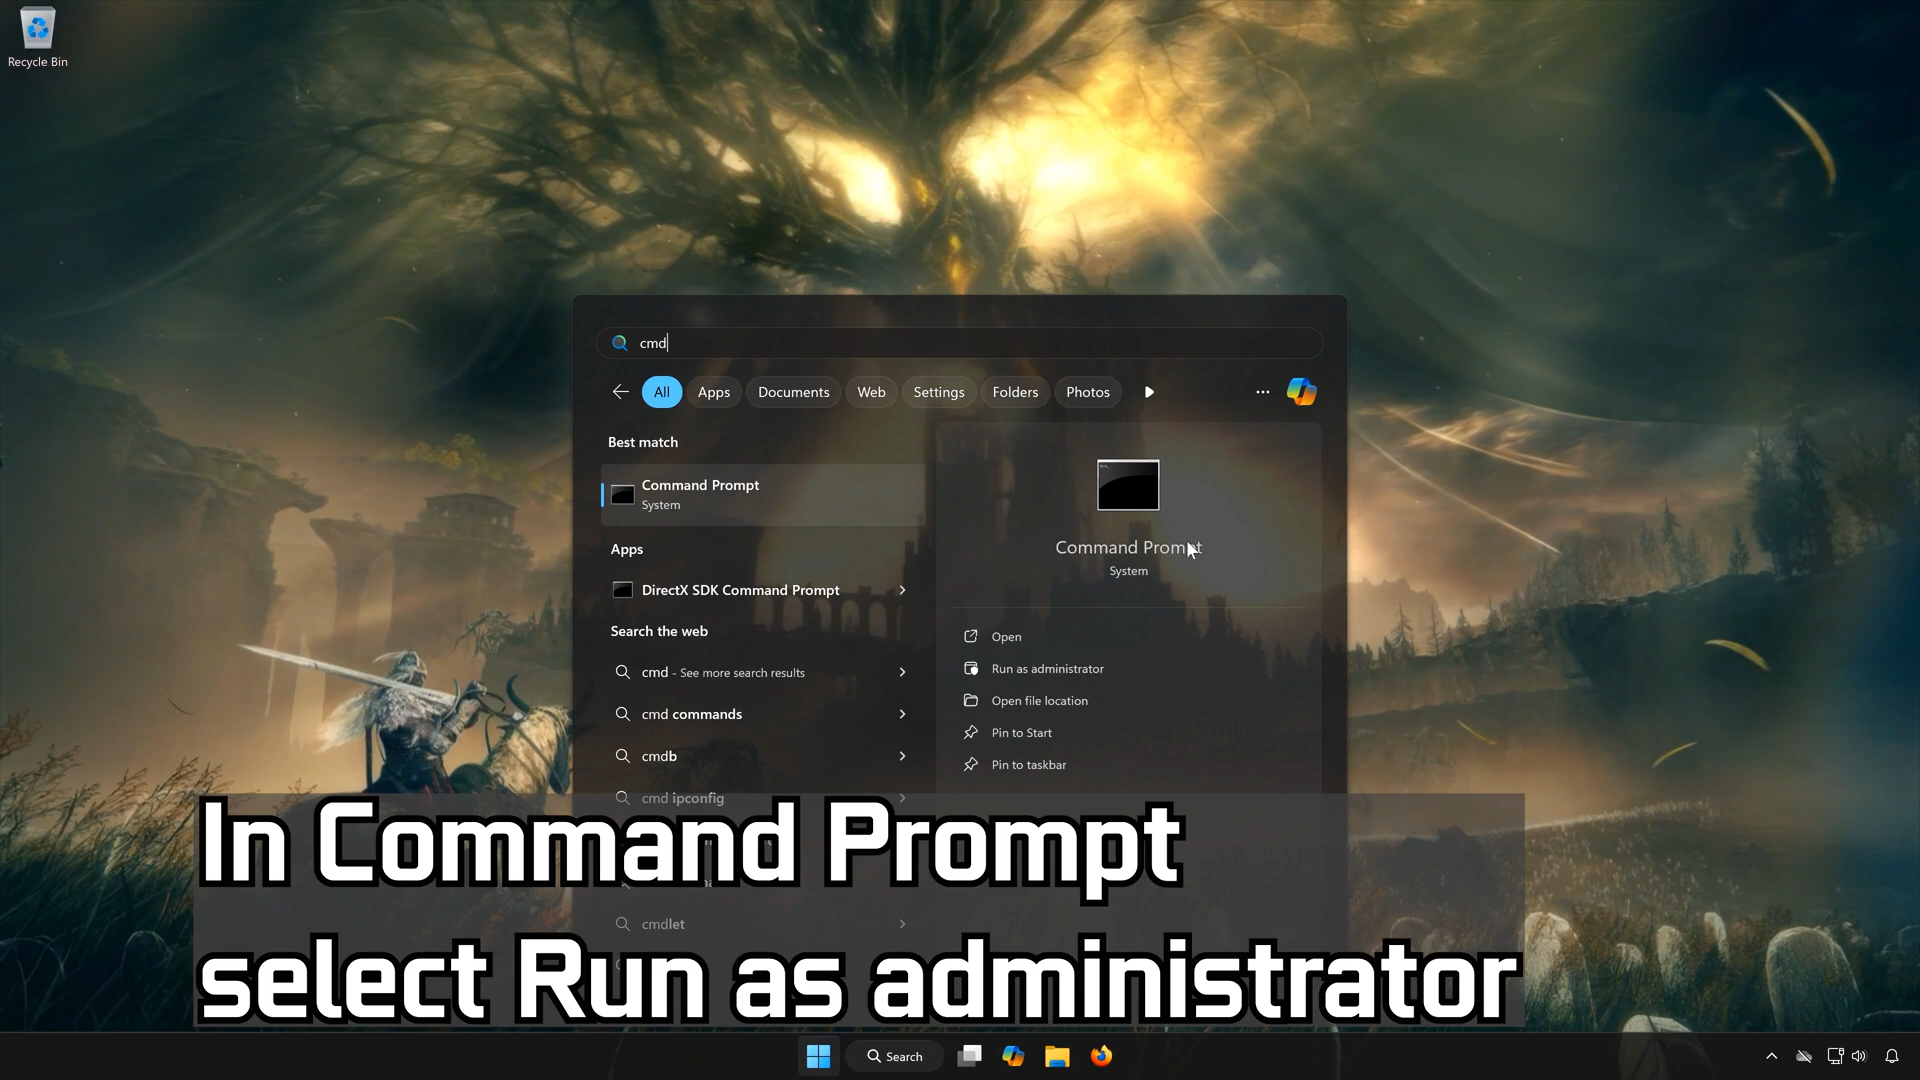 Recycle Bin
cmd
All Apps Documents Web Settings Folders Photos
Best match
Command Prompt
System
Apps
DirectX SDK Command Prompt
Search the web
cmd - See more search results
cmd commands
cmdb
cmd ipconfig
cmdlet
Command Prompt
System
Open
Run as administrator
Open file location
Pin to Start
Pin to taskbar
In Command Prompt
select Run as administrator
Search